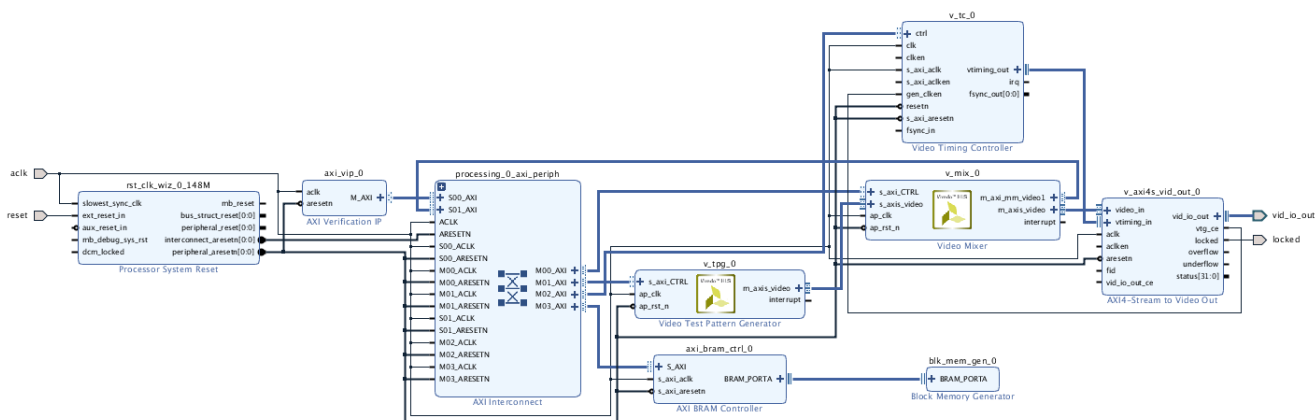 v_tc_0
ctrl
clk
clken
s_axi_aclk
s_axi_aclken
gen_clken
resetn
s_axi_aresetn
fsync_in
vtiming_out
irq
fsync_out[0:0]
Video Timing Controller
aclk
reset
rst_clk_wiz_0_148M
slowest_sync_clk
ext_reset_in
aux_reset_in
mb_debug_sys_rst
dcm_locked
mb_reset
bus_struct_reset[0:0]
peripheral_reset[0:0]
interconnect_aresetn[0:0]
peripheral_aresetn[0:0]
Processor System Reset
axi_vip_0
aclk
aresetn
M_AXI
AXI Verification IP
processing_0_axi_periph
S00_AXI
S01_AXI
ACLK
ARESETN
S00_ACLK
S00_ARESETN
M00_ACLK
M00_ARESETN
M01_ACLK
M01_ARESETN
S01_ACLK
S01_ARESETN
M02_ACLK
M02_ARESETN
M03_ACLK
M03_ARESETN
M00_AXI
M01_AXI
M02_AXI
M03_AXI
AXI Interconnect
v_tpg_0
s_axi_CTRL
ap_clk
ap_rst_n
m_axis_video
interrupt
Video Test Pattern Generator
axi_bram_ctrl_0
S_AXI
s_axi_aclk
s_axi_aresetn
BRAM_PORTA
AXI BRAM Controller
v_mix_0
s_axi_CTRL
s_axis_video
ap_clk
ap_rst_n
m_axi_mm_video1
m_axis_video
interrupt
Video Mixer
blk_mem_gen_0
BRAM_PORTA
Block Memory Generator
v_axi4s_vid_out_0
video_in
vtiming_in
aclk
aclken
aresetn
fid
vid_io_out_ce
vid_io_out
vtg_ce
locked
overflow
underflow
status[31:0]
AXI4-Stream to Video Out
vid_io_out
locked